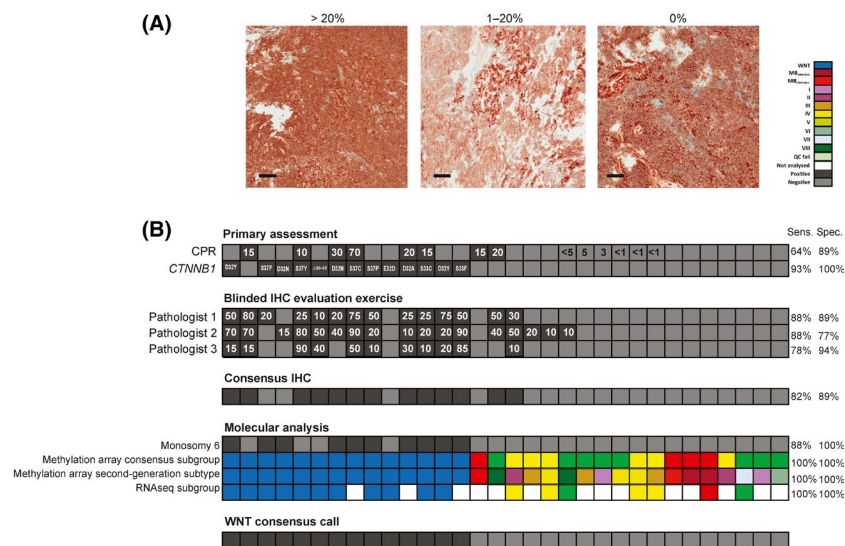 (A)
> 20%
1–20%
0%
WNT
I
II
III
IV
V
VI
VII
VIII
QC fail
Not analysed
Positive
Negative
(B)
Primary assessment
Sens. Spec.
CPR 15 10 30 70 20 15 15 20 <5 5 3 <1 <1 <1 64% 89%
CTNNB1 D32Y S37F D32N S37Y D32N S37C S37P E32D D32A S33C D32Y S33F 93% 100%
Blinded IHC evaluation exercise
Pathologist 1 50 80 20 25 10 20 75 50 25 25 75 50 50 30 88% 89%
Pathologist 2 70 70 15 80 50 40 90 20 10 20 20 90 40 50 20 10 10 88% 77%
Pathologist 3 15 15 90 40 50 10 30 10 20 85 10 78% 94%
Consensus IHC
82% 89%
Molecular analysis
Monosomy 6 88% 100%
Methylation array consensus subgroup 100% 100%
Methylation array second-generation subtype 100% 100%
RNAseq subgroup 100% 100%
WNT consensus call